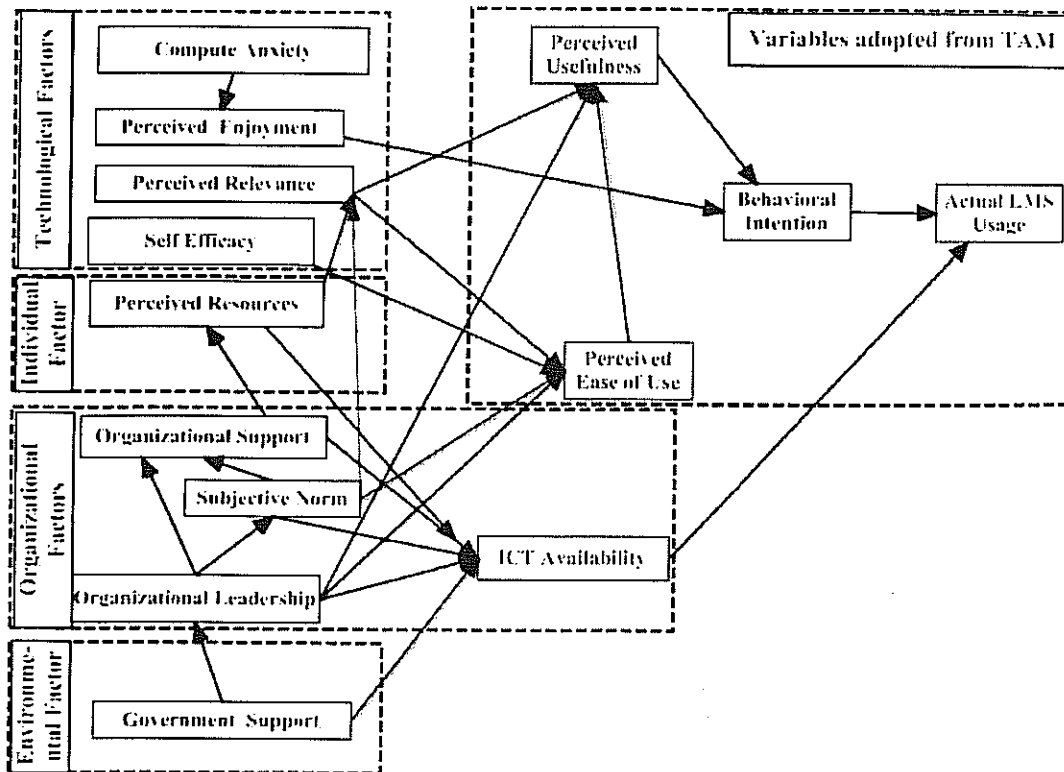 Technological Factors
Compute Anxiety
Perceived Enjoyment
Perceived Relevance
Self Efficacy
Individual
Factor
Perceived Resources
Organizational
Factors
Organizational Support
Subjective Norm
Organizational Leadership
ICT Availability
Environme-
ntal Factor
Government Support
Variables adopted from TAM
Perceived
Usefulness
Behavioral
Intention
Actual LMS
Usage
Perceived
Ease of Use